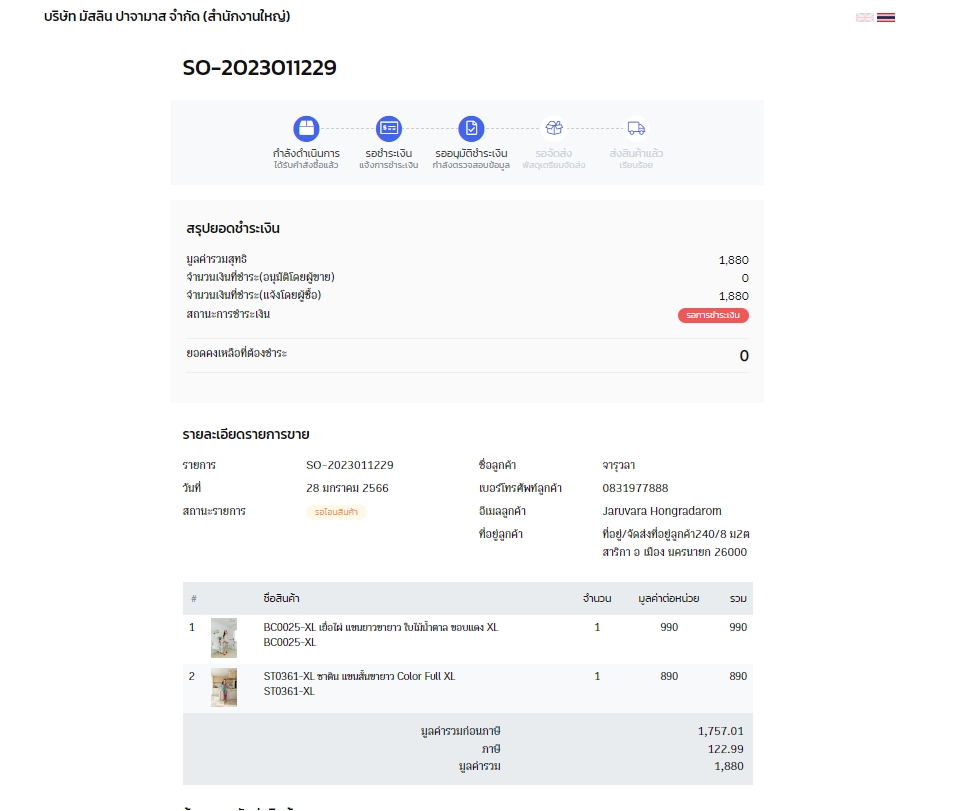 บริษัท มัสลิน ปาจามาส จำกัด (สำนักงานใหญ่)
SO-2023011229
กำลังดำเนินการ รอชำระเงิน รออนุมัติชำระเงิน รอจัดส่ง ส่งสินค้าแล้ว
ได้รับคำสั่งซื้อแล้ว แจ้งการชำระเงิน กำลังตรวจสอบข้อมูล พัสดุเตรียมจัดส่ง เรียบร้อย
สรุปยอดชำระเงิน
มูลค่ารวมสุทธิ 1,880
จำนวนเงินที่ชำระ(อนุมัติโดยผู้ขาย) 0
จำนวนเงินที่ชำระ(แจ้งโดยผู้ซื้อ) 1,880
สถานะการชำระเงิน รอการชำระเงิน
ยอดคงเหลือที่ต้องชำระ 0
รายละเอียดรายการขาย
รายการ SO-2023011229 ชื่อลูกค้า จารุวลา
วันที่ 28 มกราคม 2566 เบอร์โทรศัพท์ลูกค้า 0831977888
สถานะรายการ รอโอนสินค้า อีเมลลูกค้า Jaruvara Hongradarom
ที่อยู่ลูกค้า ที่อยู่/จัดส่งที่อยู่ลูกค้า240/8 ม2ต
สาริกา อ เมือง นครนายก 26000
# ชื่อสินค้า จำนวน มูลค่าต่อหน่วย รวม
1 BC0025-XL เยื่อไผ่ แขนยาวขายาว ใบไม้น้ำตาล ขอบแดง XL 1 990 990
BC0025-XL
2 ST0361-XL ซาติน แขนสั้นขายาว Color Full XL 1 890 890
ST0361-XL
มูลค่ารวมก่อนภาษี 1,757.01
ภาษี 122.99
มูลค่ารวม 1,880